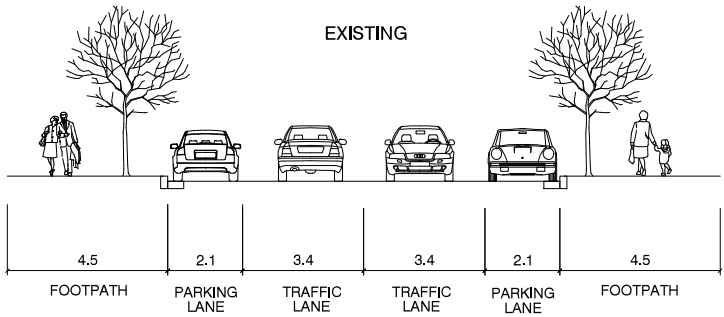 EXISTING
4.5 2.1 3.4 3.4 2.1 4.5
FOOTPATH PARKING LANE TRAFFIC LANE TRAFFIC LANE PARKING LANE FOOTPATH